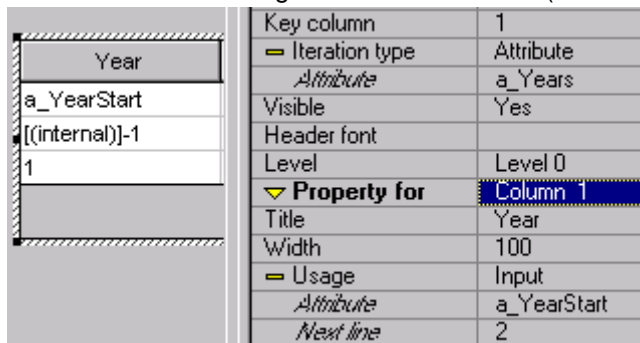 Year
a_YearStart
[(internal)]-1
1
Key column 1
Iteration type Attribute
Attribute a_Years
Visible Yes
Header font
Level Level 0
Property for Column 1
Title Year
Width 100
Usage Input
Attribute a_YearStart
Next line 2